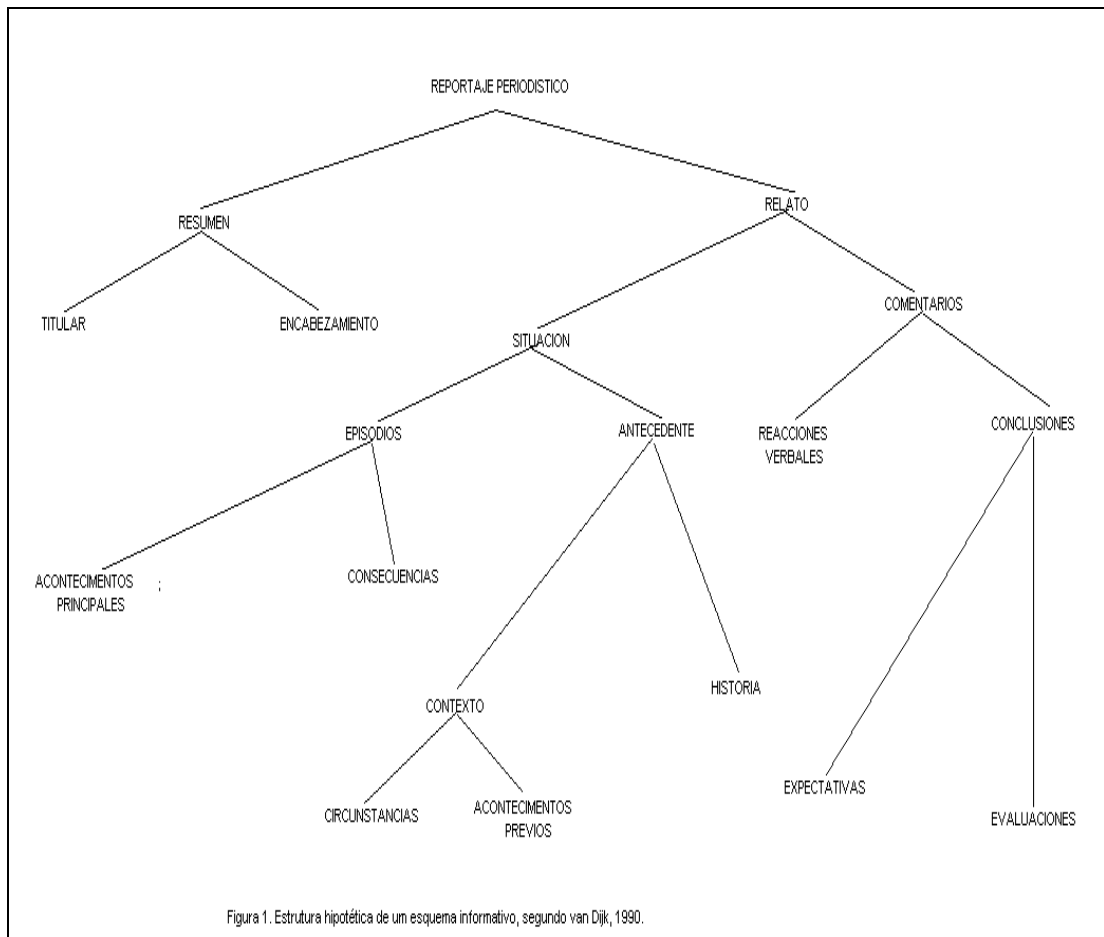 REPORTAJE PERIODISTICO
RESUMEN
RELATO
TITULAR
ENCABEZAMIENTO
SITUACION
COMENTARIOS
EPISODIOS
ANTECEDENTE
REACCIONES
VERBALES
CONCLUSIONES
ACONTECIMENTOS ;
PRINCIPALES
CONSECUENCIAS
CONTEXTO
HISTORIA
CIRCUNSTANCIAS
ACONTECIMENTOS
PREVIOS
EXPECTATIVAS
EVALUACIONES
Figura 1. Estrutura hipotética de um esquema informativo, segundo van Dijk, 1990.